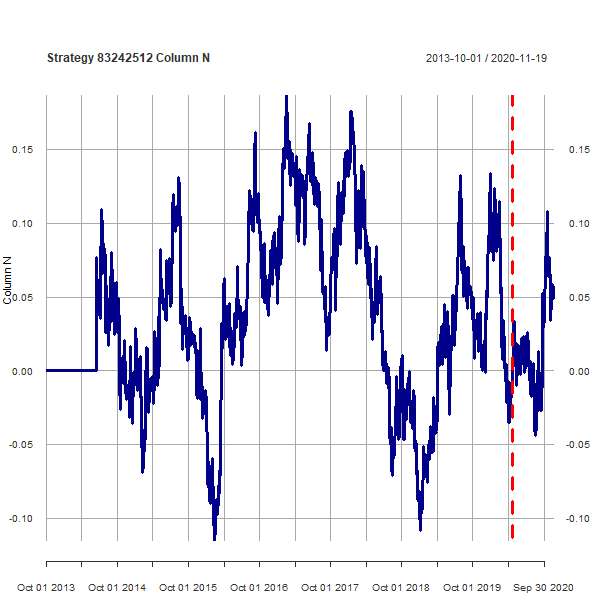 Strategy 83242512 Column N 2013-10-01 / 2020-11-19
Column N
0.15 0.15
0.10 0.10
0.05 0.05
0.00 0.00
-0.05 -0.05
-0.10 -0.10
Oct 01 2013 Oct 01 2014 Oct 01 2015 Oct 01 2016 Oct 01 2017 Oct 01 2018 Oct 01 2019 Sep 30 2020